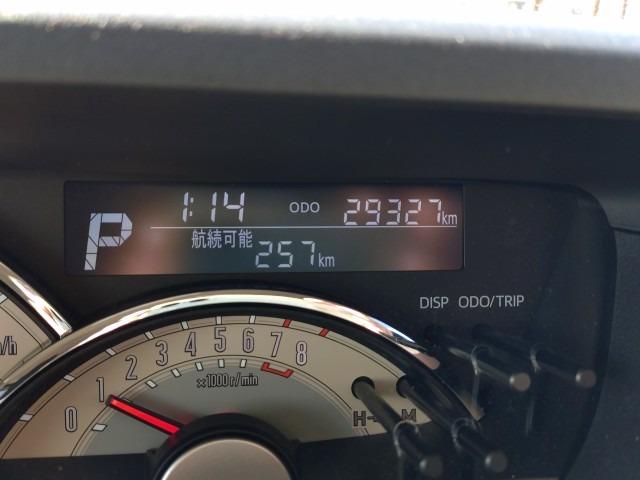 P 1:14 ODO 29327km
航続可能
257km
DISP ODO/TRIP
0 1 2 3 4 5 6 7 8
×1000r/min
H M
/h